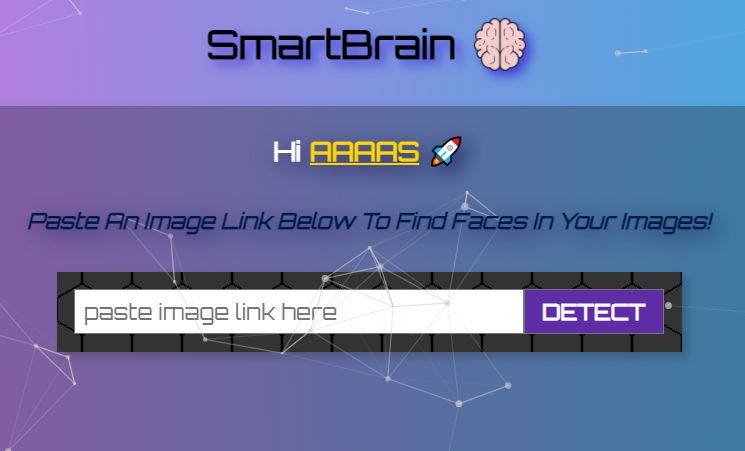 SmartBrain
Hi AAAAS
Paste An Image Link Below To Find Faces In Your Images!
paste image link here
DETECT